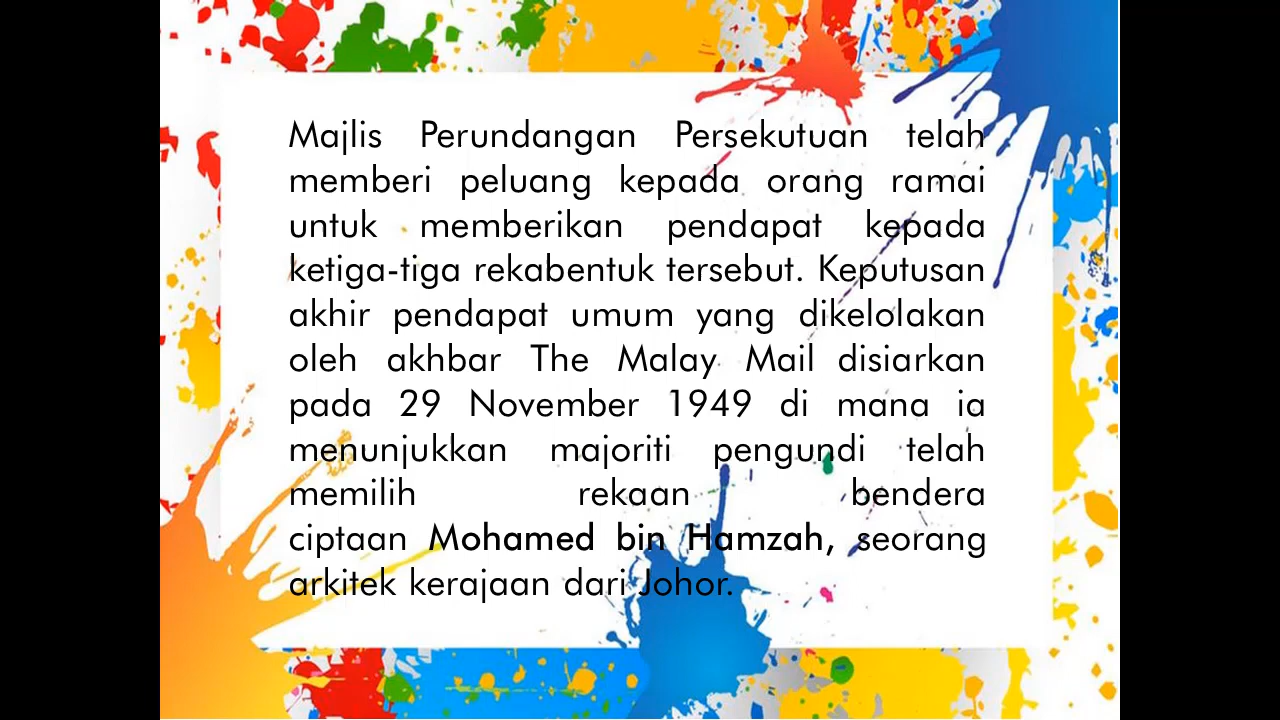 Majlis Perundangan Persekutuan telah
memberi peluang kepada orang ramai
untuk memberikan pendapat kepada
ketiga-tiga rekabentuk tersebut. Keputusan
akhir pendapat umum yang dikelolakan
oleh akhbar The Malay Mail disiarkan
pada 29 November 1949 di mana ia
menunjukkan majoriti pengundi telah
memilih rekaan bendera
ciptaan Mohamed bin Hamzah, seorang
arkitek kerajaan dari Johor.